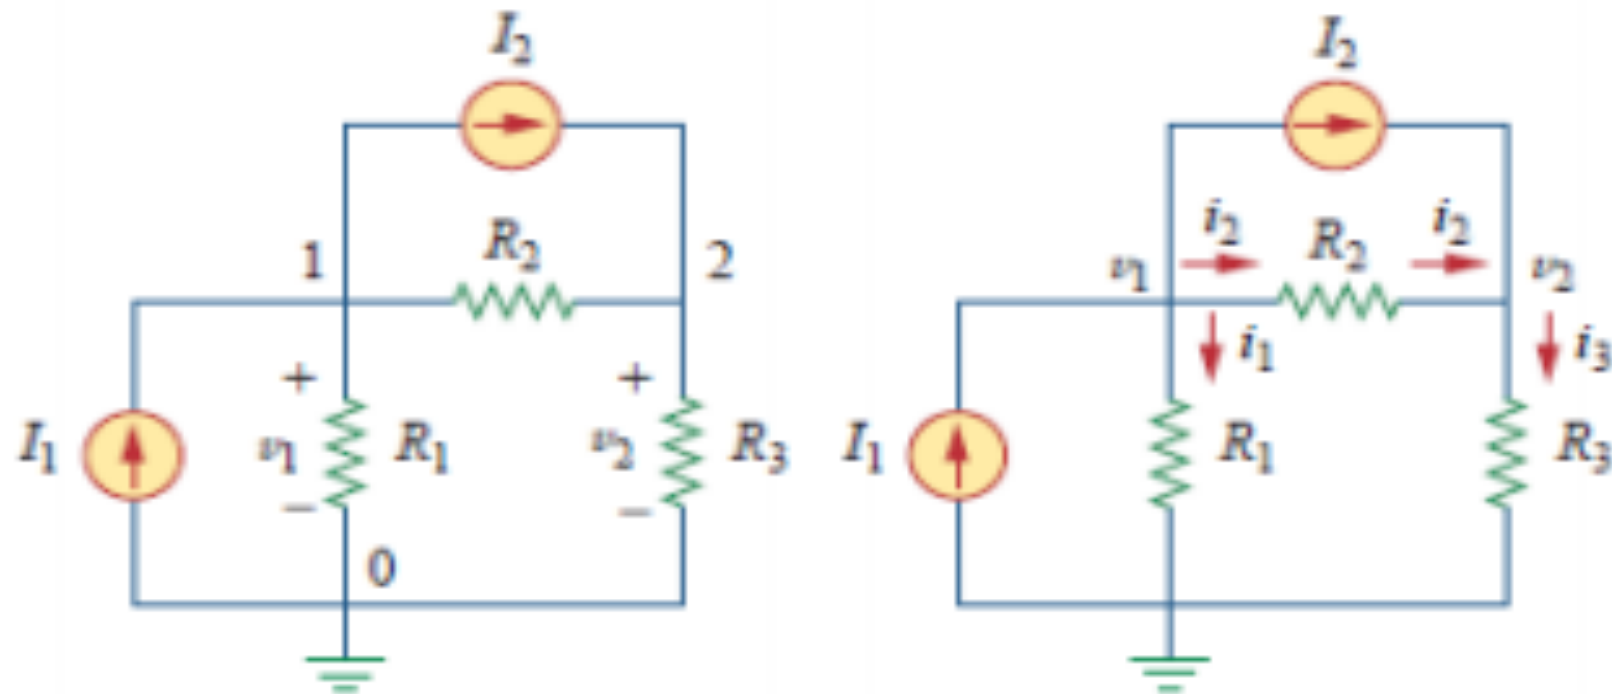 I₂
1
R₂
2
I₁
+
v₁
−
R₁
+
v₂
−
R₃
0
I₂
v₁
i₂
R₂
i₂
v₂
i₁
i₃
I₁
R₁
R₃